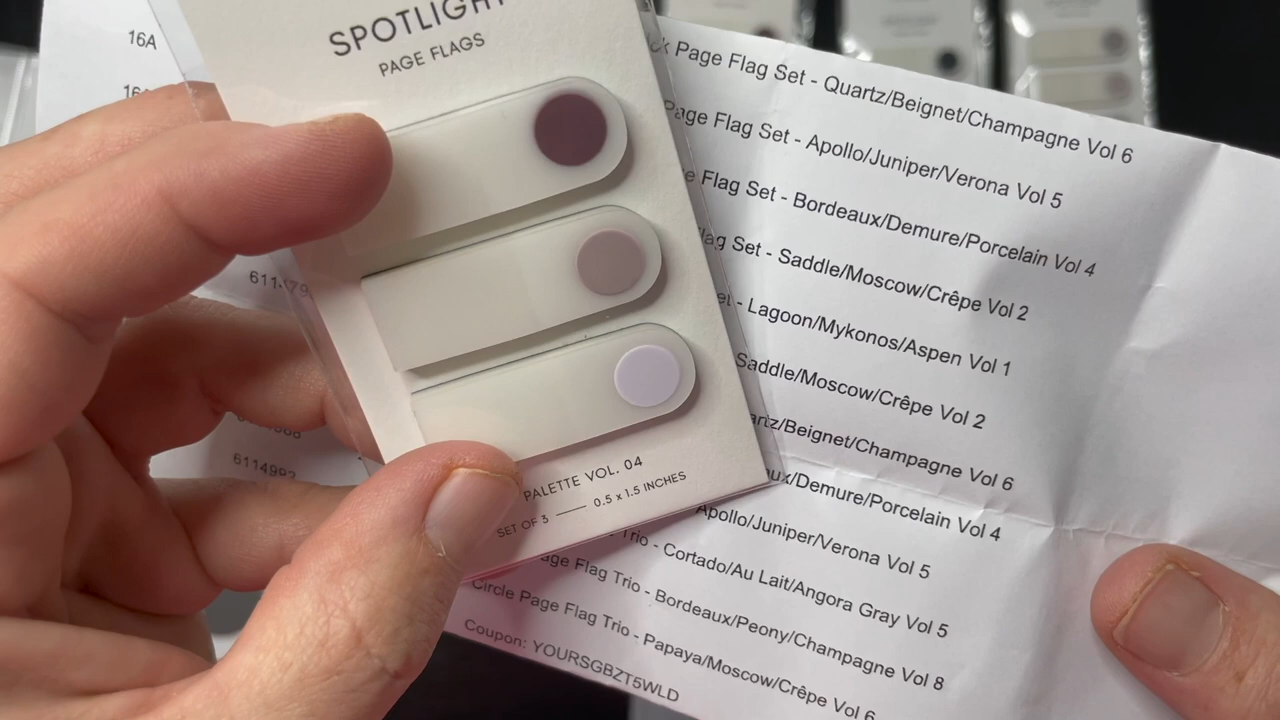 16A
SPOTLIGHT
PAGE FLAGS
PALETTE VOL. 04
SET OF 3 — 0.5 x 1.5 INCHES
Page Flag Set - Quartz/Beignet/Champagne Vol 6
Page Flag Set - Apollo/Juniper/Verona Vol 5
Flag Set - Bordeaux/Demure/Porcelain Vol 4
Set - Saddle/Moscow/Crêpe Vol 2
- Lagoon/Mykonos/Aspen Vol 1
Saddle/Moscow/Crêpe Vol 2
/Beignet/Champagne Vol 6
/Demure/Porcelain Vol 4
Apollo/Juniper/Verona Vol 5
Trio - Cortado/Au Lait/Angora Gray Vol 5
Flag Trio - Bordeaux/Peony/Champagne Vol 8
Circle Page Flag Trio - Papaya/Moscow/Crêpe Vol 6
Coupon: YOURSGBZT5WLD
6114992